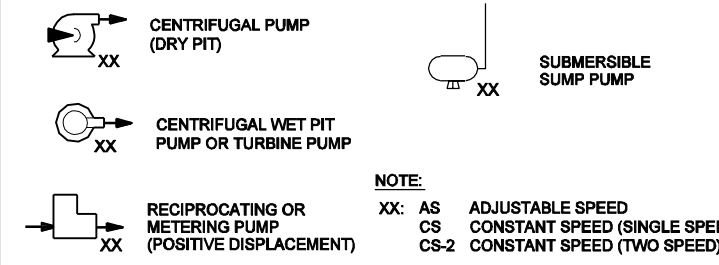 CENTRIFUGAL PUMP
(DRY PIT)
XX
SUBMERSIBLE
SUMP PUMP
XX
CENTRIFUGAL WET PIT
PUMP OR TURBINE PUMP
XX
NOTE:
RECIPROCATING OR
METERING PUMP
(POSITIVE DISPLACEMENT)
XX
XX: AS ADJUSTABLE SPEED
CS CONSTANT SPEED (SINGLE SPE
CS-2 CONSTANT SPEED (TWO SPEED)